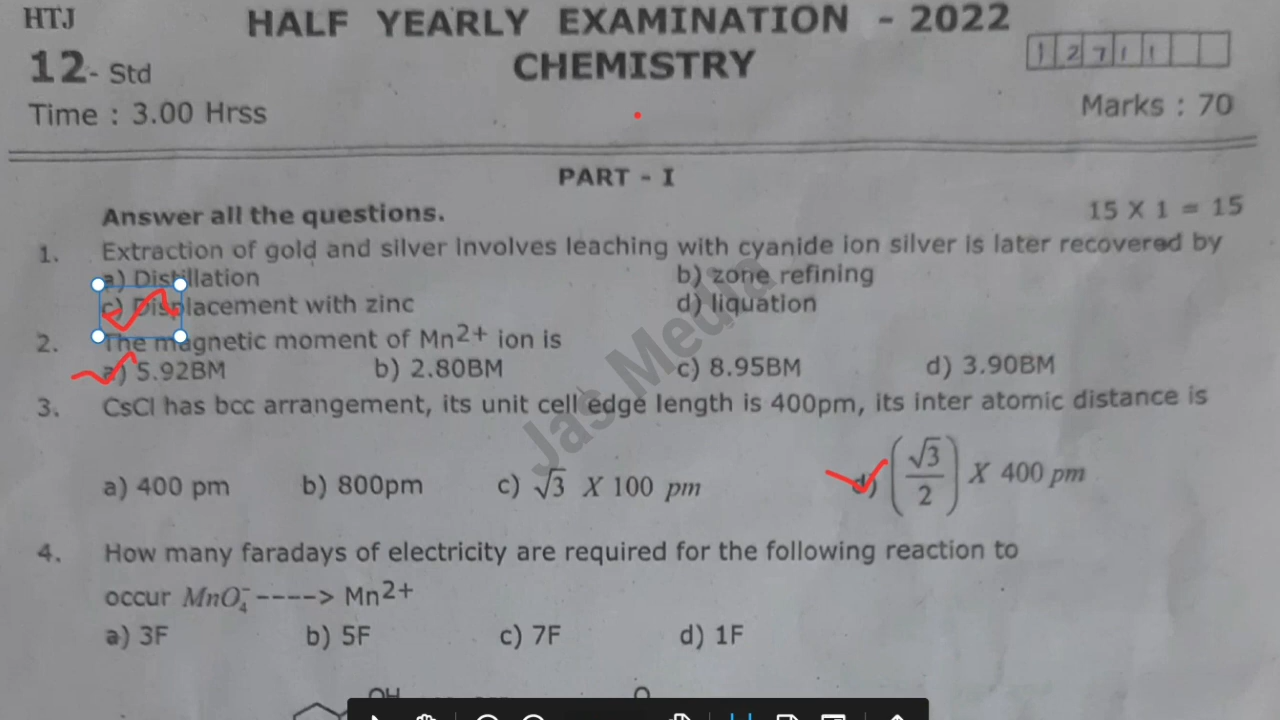 HTJ
HALF YEARLY EXAMINATION - 2022
12- Std
CHEMISTRY
1 2 7 1 1
Time : 3.00 Hrss
Marks : 70
PART - I
Answer all the questions.
15 X 1 = 15
1. Extraction of gold and silver involves leaching with cyanide ion silver is later recovered by
a) Distillation b) zone refining
c) Displacement with zinc d) liquation
2. The magnetic moment of Mn2+ ion is
a) 5.92BM b) 2.80BM c) 8.95BM d) 3.90BM
3. CsCl has bcc arrangement, its unit cell edge length is 400pm, its inter atomic distance is
a) 400 pm b) 800pm c) √3 X 100 pm d) (√3/2) X 400 pm
4. How many faradays of electricity are required for the following reaction to
occur MnO₄⁻ ----> Mn2+
a) 3F b) 5F c) 7F d) 1F
OH O
Jas Media